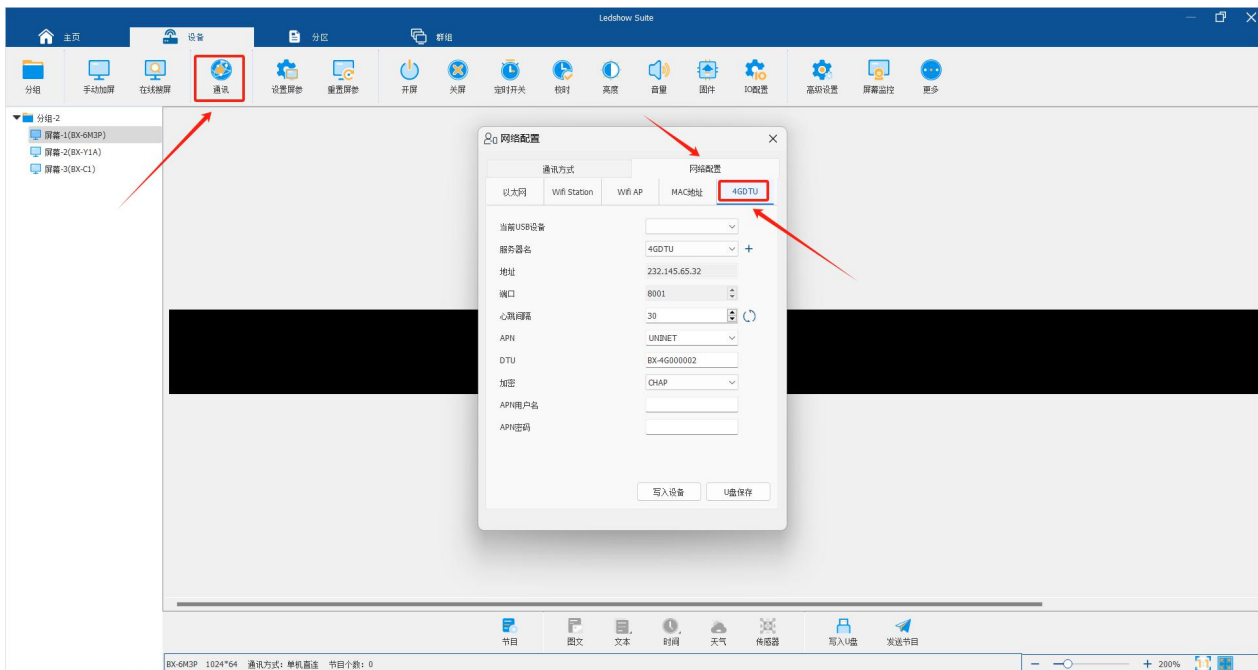 Ledshow Suite
主页
设备
分区
群组
分组
手动加屏
在线搜屏
通讯
设置屏参
重置屏参
开屏
关屏
定时开关
校时
亮度
音量
固件
IO配置
高级设置
屏幕监控
更多
分组-2
屏幕-1(BX-6M3P)
屏幕-2(BX-Y1A)
屏幕-3(BX-C1)
网络配置
通讯方式
网络配置
以太网
Wifi Station
Wifi AP
MAC地址
4GDTU
当前USB设备
服务器名 4GDTU
地址 232.145.65.32
端口 8001
心跳间隔 30
APN UNINET
DTU BX-4G000002
加密 CHAP
APN用户名
APN密码
写入设备
U盘保存
节目
图文
文本
时间
天气
传感器
写入U盘
发送节目
BX-6M3P 1024*64 通讯方式: 单机直连 节目个数: 0
200%
1:1